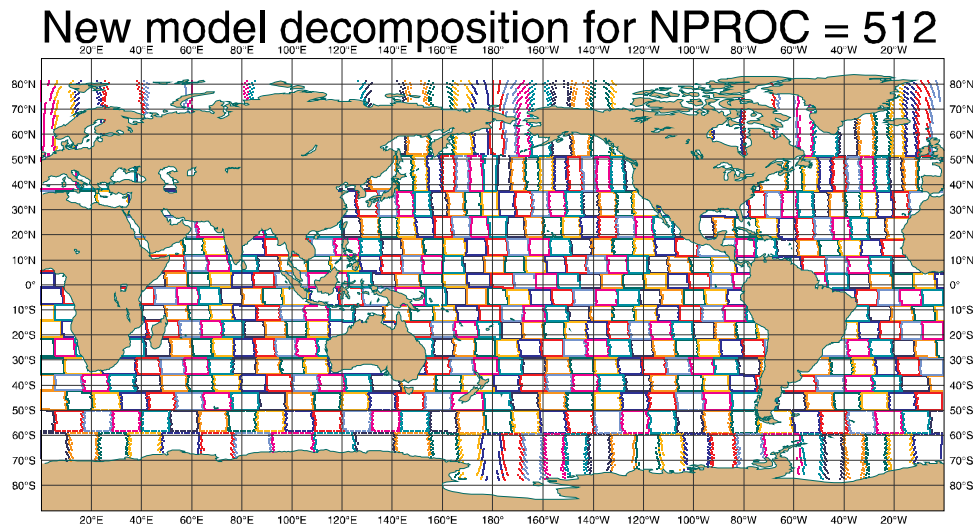 New model decomposition for NPROC = 512
20°E 40°E 60°E 80°E 100°E 120°E 140°E 160°E 180° 160°W 140°W 120°W 100°W 80°W 60°W 40°W 20°W
80°N 80°N
70°N 70°N
60°N 60°N
50°N 50°N
40°N 40°N
30°N 30°N
20°N 20°N
10°N 10°N
0° 0°
10°S 10°S
20°S 20°S
30°S 30°S
40°S 40°S
50°S 50°S
60°S 60°S
70°S 70°S
80°S 80°S
20°E 40°E 60°E 80°E 100°E 120°E 140°E 160°E 180° 160°W 140°W 120°W 100°W 80°W 60°W 40°W 20°W